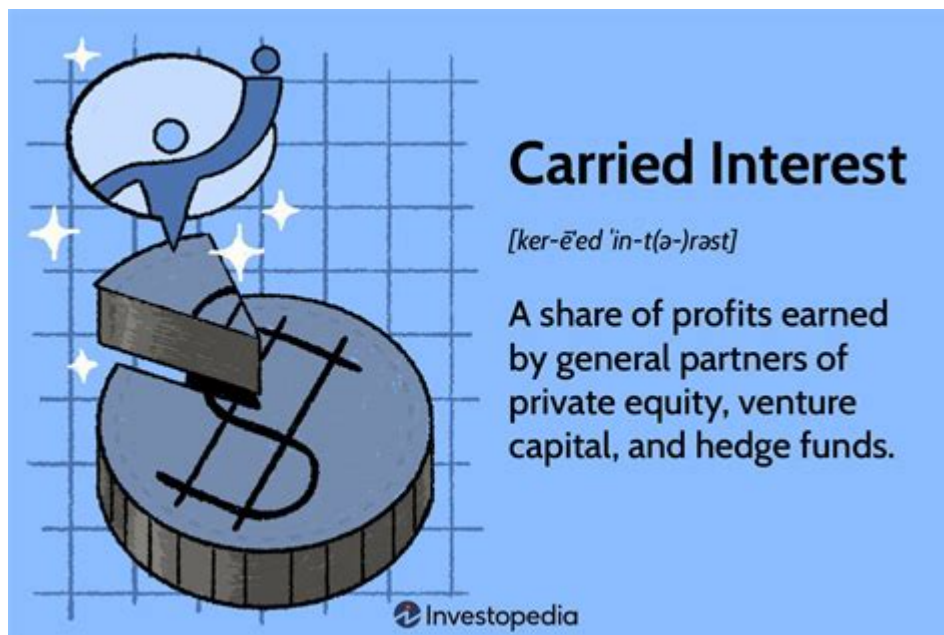 Carried Interest
[ker-ē'ed 'in-t(ə-)rəst]
A share of profits earned
by general partners of
private equity, venture
capital, and hedge funds.
Investopedia